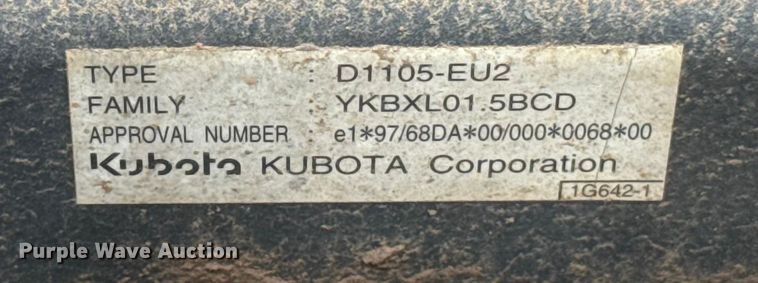 TYPE : D1105-EU2
FAMILY : YKBXL01.5BCD
APPROVAL NUMBER : e1*97/68DA*00/000*0068*00
Kubota KUBOTA Corporation
1G642-1
Purple Wave Auction